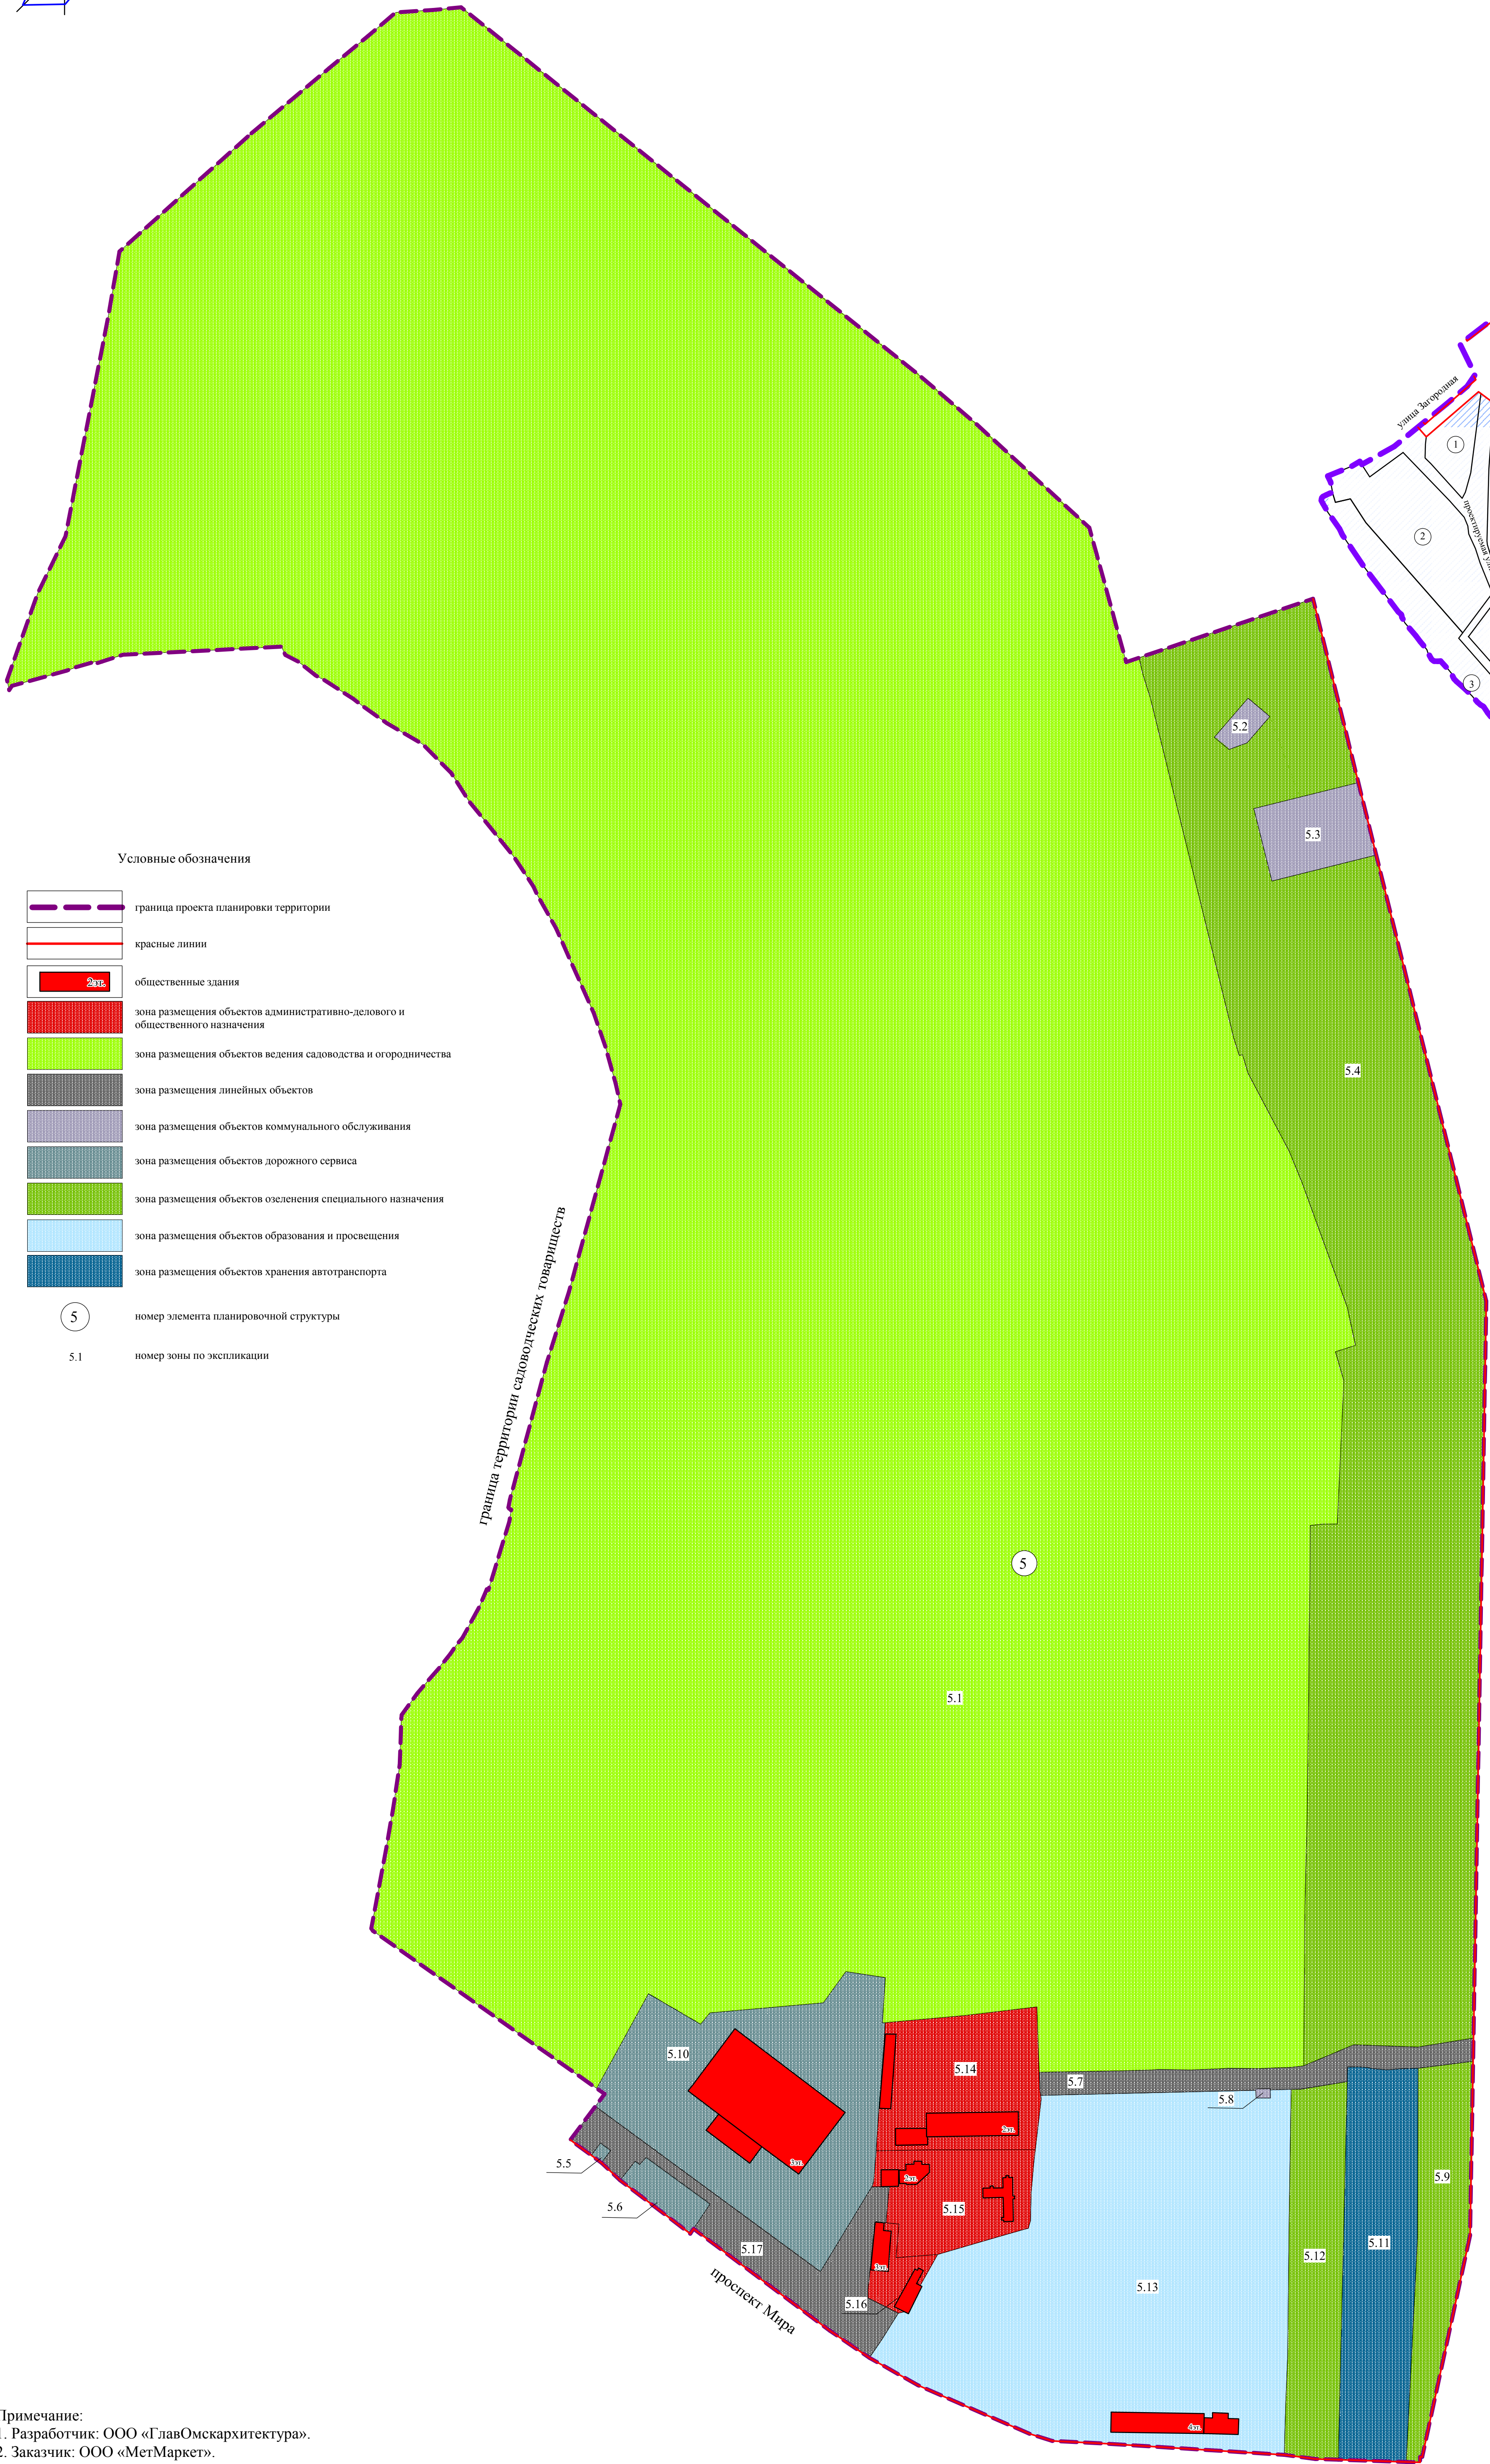 улица Загородная
1
2
3
5.2
5.3
5.4
Условные обозначения
граница проекта планировки территории
красные линии
2эт.
общественные здания
зона размещения объектов административно-делового и
общественного назначения
зона размещения объектов ведения садоводства и огородничества
зона размещения линейных объектов
зона размещения объектов коммунального обслуживания
зона размещения объектов дорожного сервиса
зона размещения объектов озеленения специального назначения
зона размещения объектов образования и просвещения
зона размещения объектов хранения автотранспорта
5
номер элемента планировочной структуры
5.1
номер зоны по экспликации
граница территории садоводческих товариществ
5
5.1
5.10
5.14
5.7
5.8
2эт.
3эт.
5.5
2эт.
5.9
5.6
5.15
5.17
5.12
5.11
5.13
5.16
проспект Мира
4эт.
Примечание:
1. Разработчик: ООО «ГлавОмскархитектура».
2. Заказчик: ООО «МетМаркет».